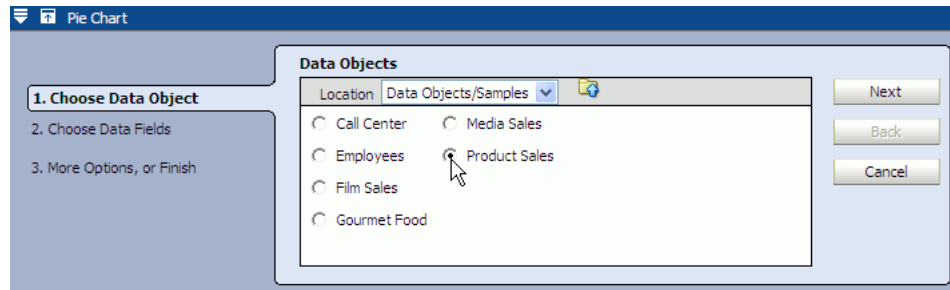 Pie Chart
Data Objects
1. Choose Data Object
Location Data Objects/Samples
Next
2. Choose Data Fields
Call Center Media Sales
Back
3. More Options, or Finish
Employees Product Sales
Cancel
Film Sales
Gourmet Food